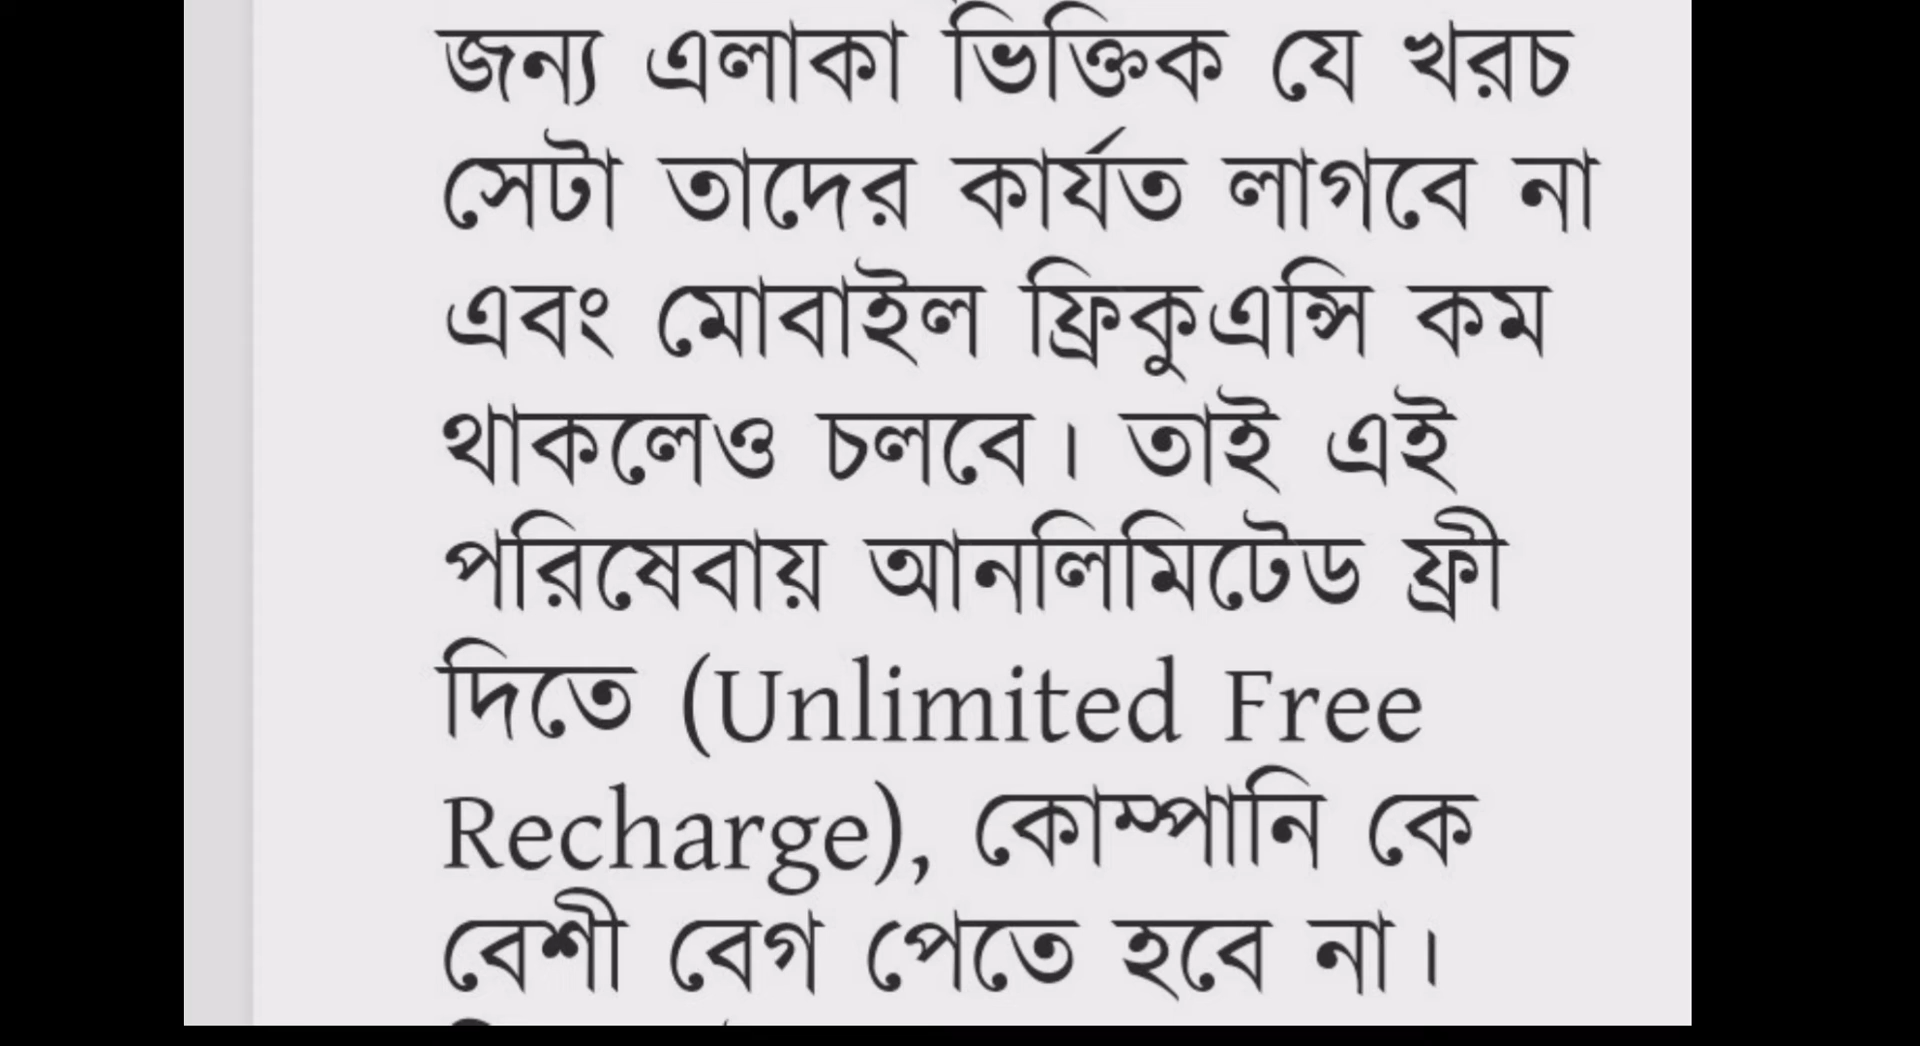 জন্য এলাকা ভিক্তিক যে খরচ
সেটা তাদের কার্যত লাগবে না
এবং মোবাইল ফ্রিকুএন্সি কম
থাকলেও চলবে। তাই এই
পরিষেবায় আনলিমিটেড ফ্রী
দিতে (Unlimited Free
Recharge), কোম্পানি কে
বেশী বেগ পেতে হবে না।